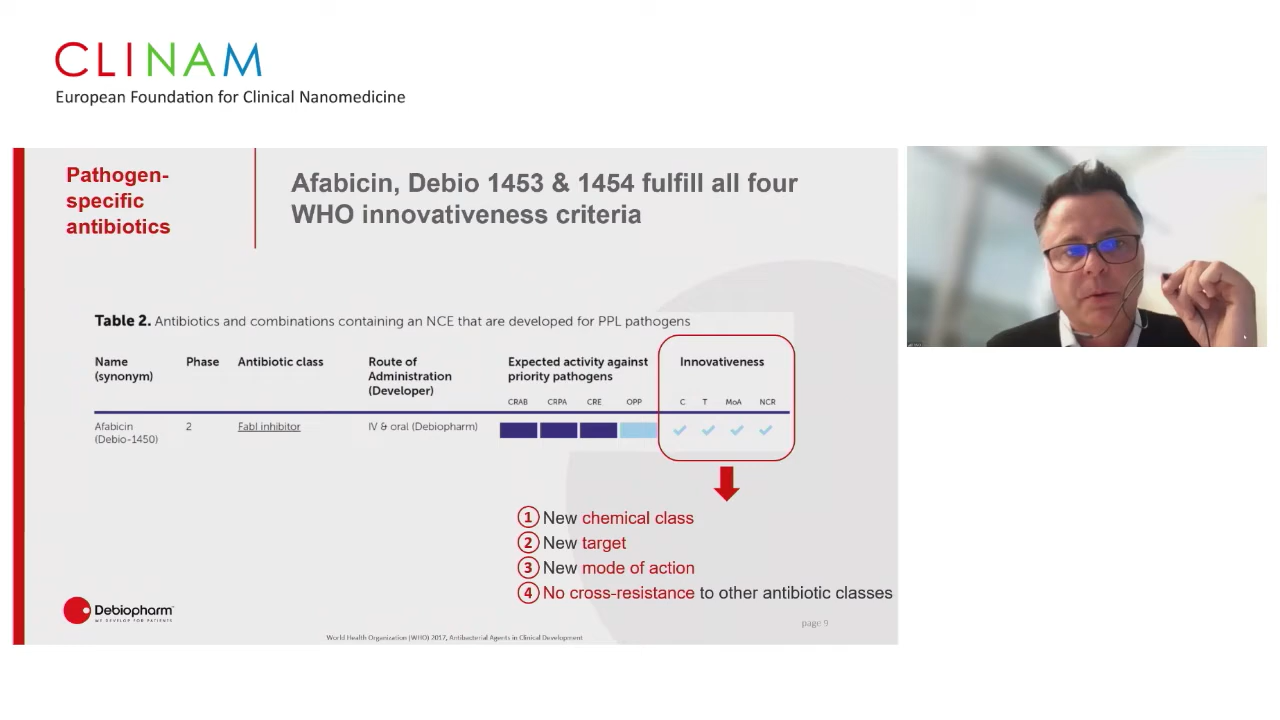 CLINAM
European Foundation for Clinical Nanomedicine
Pathogen-
specific
antibiotics
Afabicin, Debio 1453 & 1454 fulfill all four
WHO innovativeness criteria
Table 2. Antibiotics and combinations containing an NCE that are developed for PPL pathogens
Name
(synonym)
Phase
Antibiotic class
Route of
Administration
(Developer)
Expected activity against
priority pathogens
Innovativeness
CRAB CRPA CRE OPP C T MoA NCR
Afabicin
(Debio-1450)
2
FabI inhibitor
IV & oral (Debiopharm)
1 New chemical class
2 New target
3 New mode of action
4 No cross-resistance to other antibiotic classes
Debiopharm
WE DEVELOP FOR PATIENTS
page 9
World Health Organization (WHO) 2017, Antibacterial Agents in Clinical Development